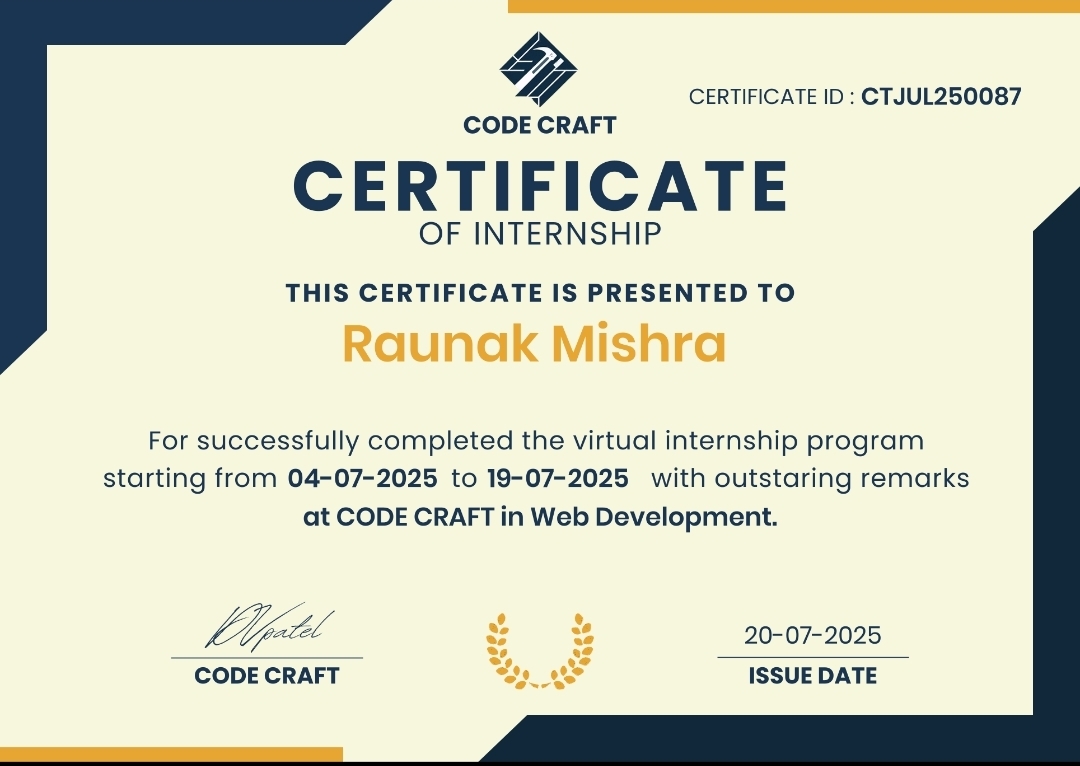 CODE CRAFT
CERTIFICATE ID : CTJUL250087
CERTIFICATE
OF INTERNSHIP
THIS CERTIFICATE IS PRESENTED TO
Raunak Mishra
For successfully completed the virtual internship program
starting from 04-07-2025 to 19-07-2025 with outstaring remarks
at CODE CRAFT in Web Development.
DVpatel
20-07-2025
CODE CRAFT
ISSUE DATE